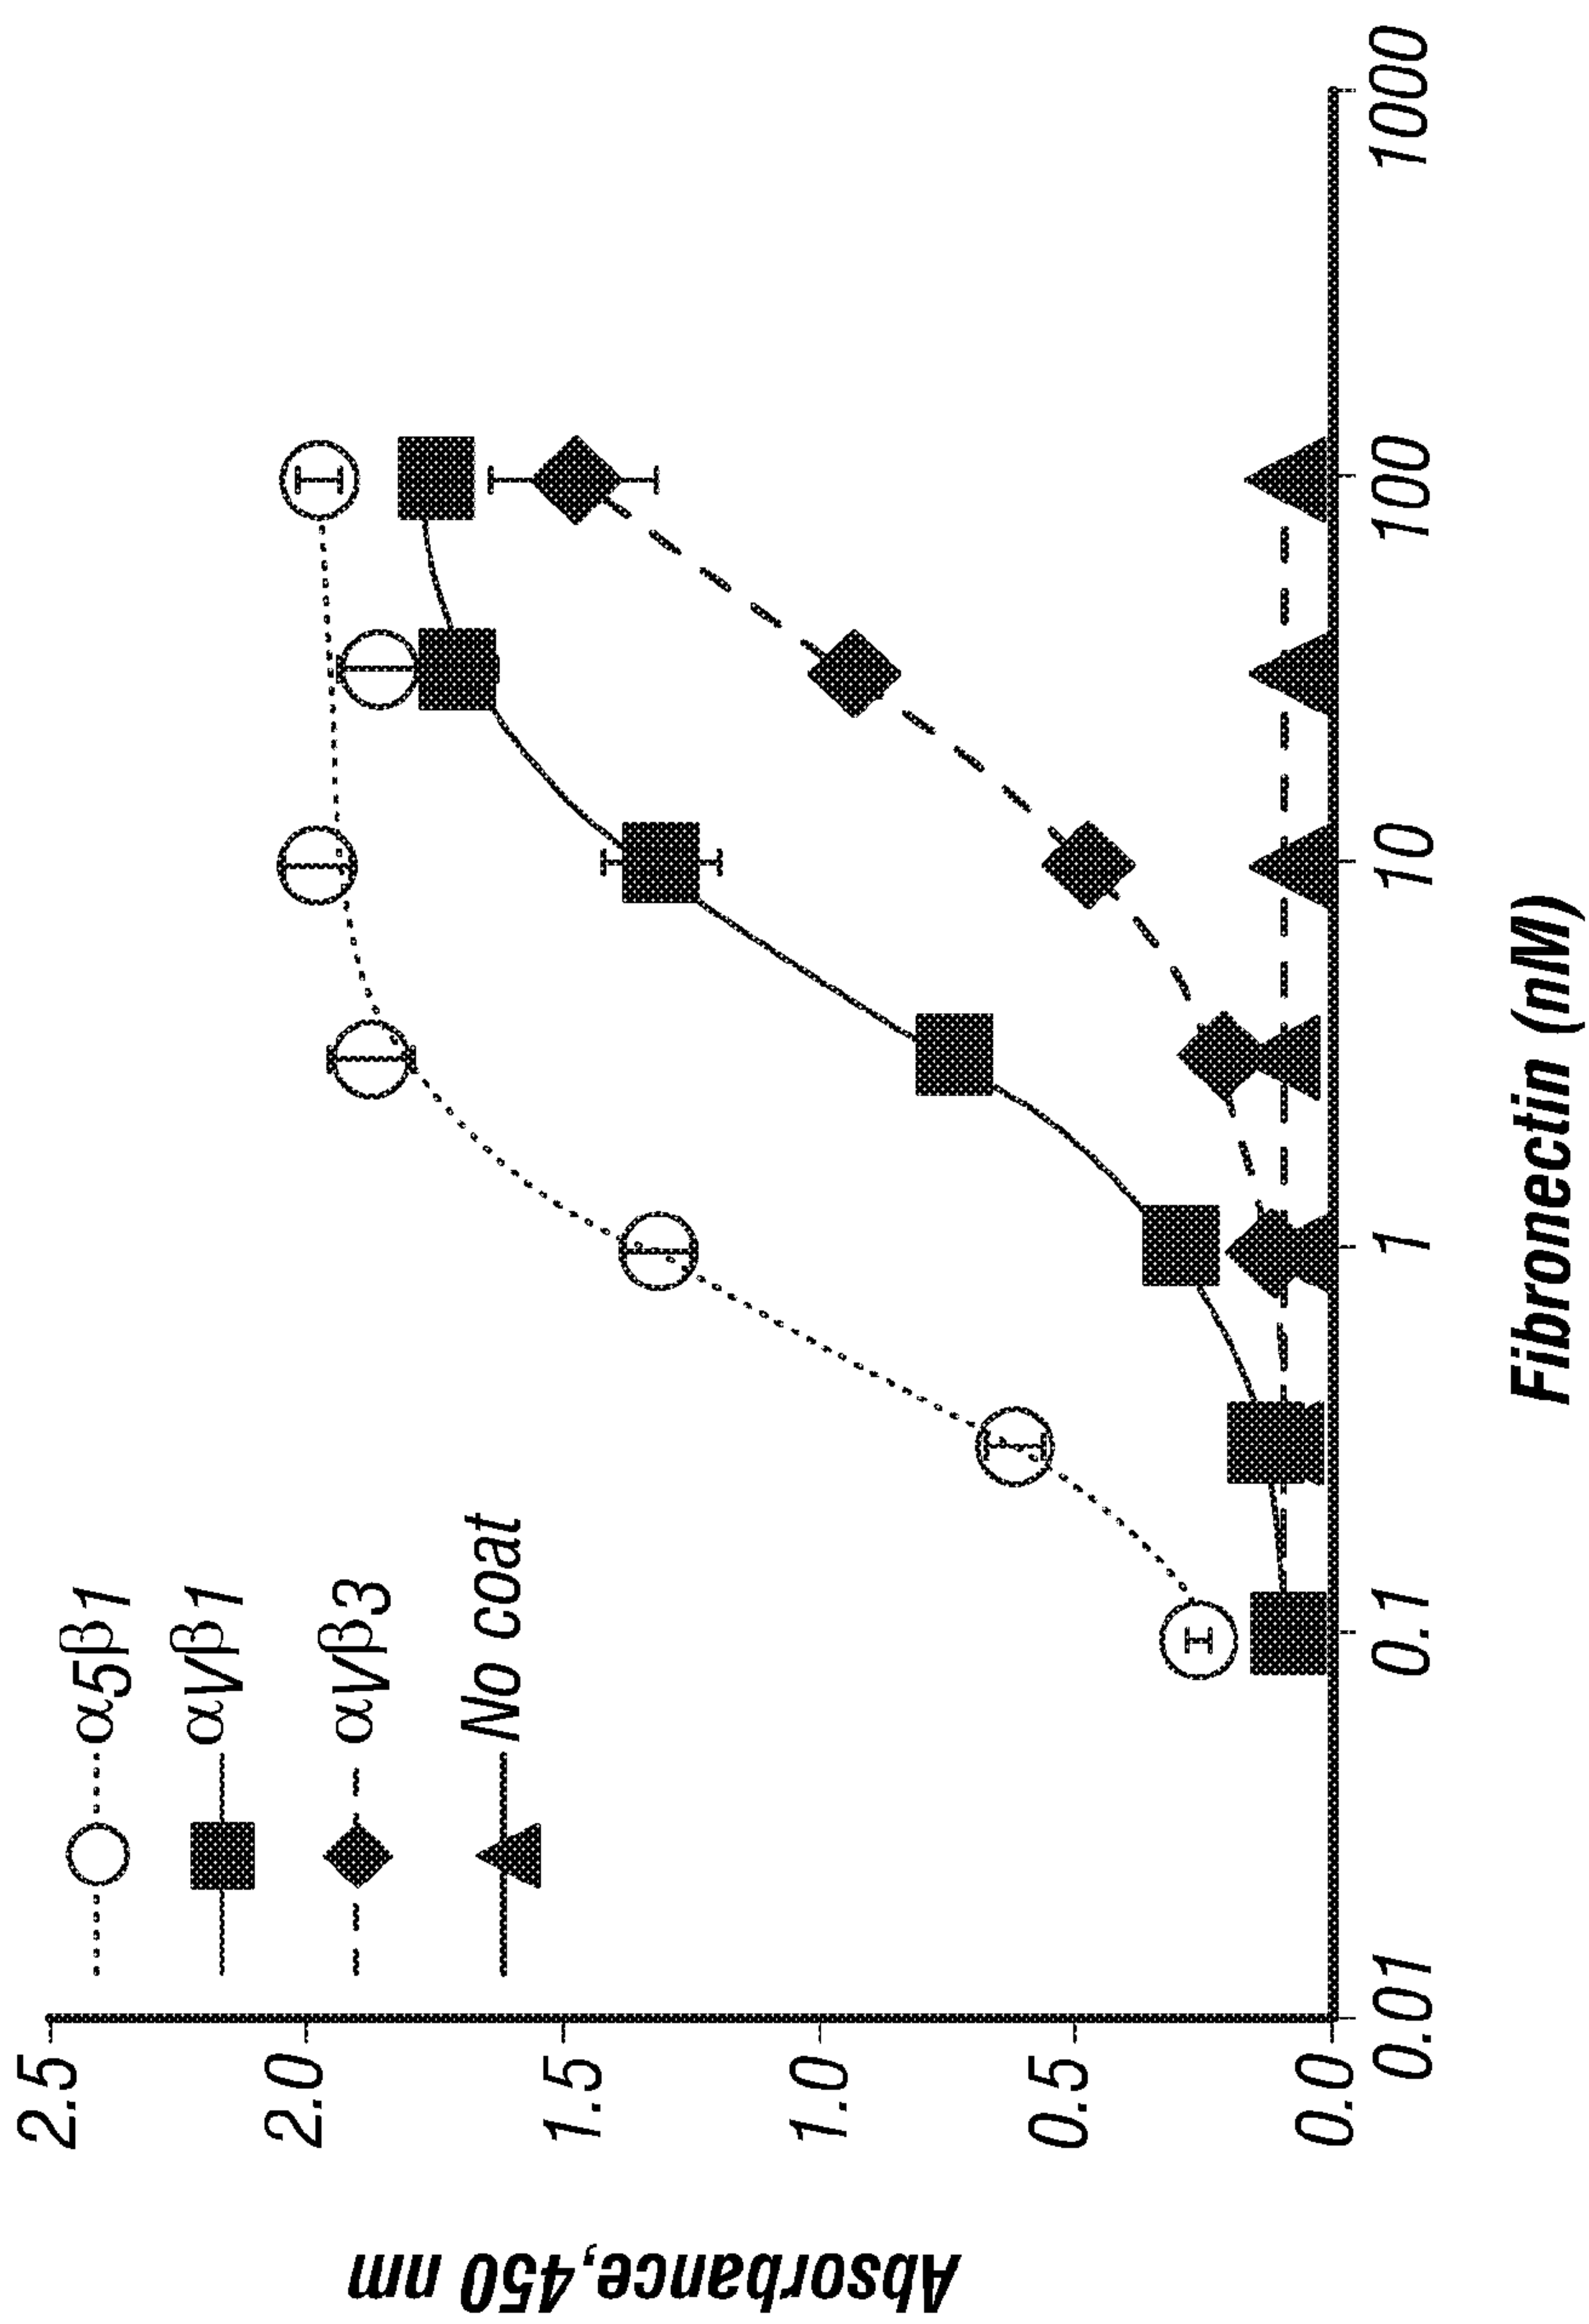 α5β1
αVβ1
αVβ3
No coat
2.5
2.0
1.5
1.0
0.5
0.0
Absorbance, 450 nm
0.01
0.1
1
10
100
1000
Fibronectin (nM)